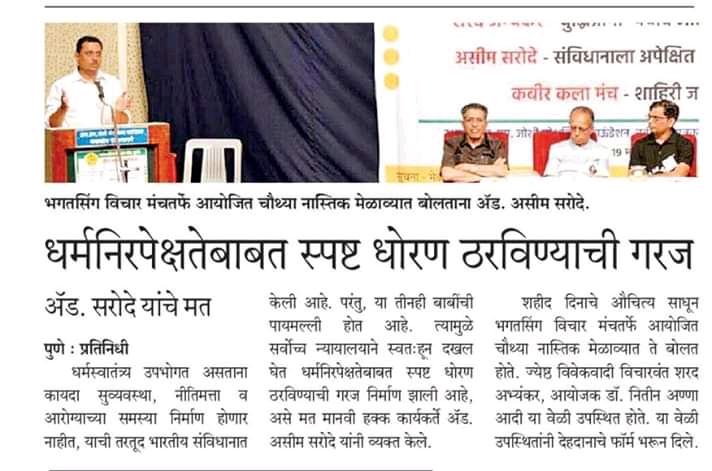 असीम सरोदे - संविधानाला अपेक्षित
कबीर कला मंच - शाहिरी ज
19 मा
भगतसिंग विचार मंचतर्फे आयोजित चौथ्या नास्तिक मेळाव्यात बोलताना ॲड. असीम सरोदे.
धर्मनिरपेक्षतेबाबत स्पष्ट धोरण ठरविण्याची गरज
ॲड. सरोदे यांचे मत
पुणे : प्रतिनिधी
धर्मस्वातंत्र्य उपभोगत असताना
कायदा सुव्यवस्था, नीतिमत्ता व
आरोग्याच्या समस्या निर्माण होणार
नाहीत, याची तरतूद भारतीय संविधानात
केली आहे. परंतु, या तीनही बाबींची
पायमल्ली होत आहे. त्यामुळे
सर्वोच्च न्यायालयाने स्वतःहून दखल
घेत धर्मनिरपेक्षतेबाबत स्पष्ट धोरण
ठरविण्याची गरज निर्माण झाली आहे,
असे मत मानवी हक्क कार्यकर्ते ॲड.
असीम सरोदे यांनी व्यक्त केले.
शहीद दिनाचे औचित्य साधून
भगतसिंग विचार मंचतर्फे आयोजित
चौथ्या नास्तिक मेळाव्यात ते बोलत
होते. ज्येष्ठ विवेकवादी विचारवंत शरद
अभ्यंकर, आयोजक डॉ. नितीन अण्णा
आदी या वेळी उपस्थित होते. या वेळी
उपस्थितांनी देहदानाचे फॉर्म भरून दिले.